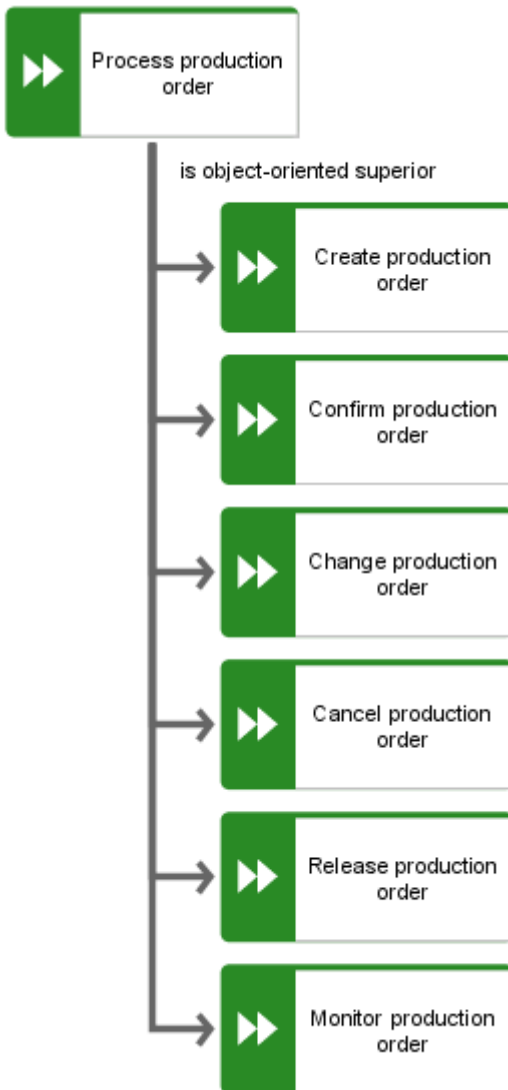 Process production
order
is object-oriented superior
Create production
order
Confirm production
order
Change production
order
Cancel production
order
Release production
order
Monitor production
order